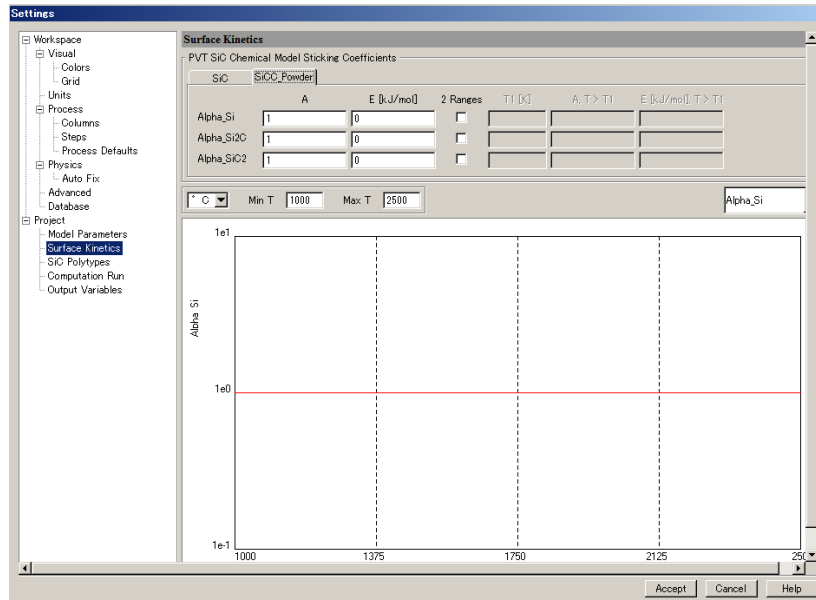 Settings
Workspace
Visual
Colors
Grid
Units
Process
Columns
Steps
Process Defaults
Physics
Auto Fix
Advanced
Database
Project
Model Parameters
Surface Kinetics
SiC Polytypes
Computation Run
Output Variables
Surface Kinetics
PVT SiC Chemical Model Sticking Coefficients
SiC SiCC_Powder
A E [kJ/mol] 2 Ranges T1 [K] A, T > T1 E [kJ/mol], T > T1
Alpha_Si 1 0
Alpha_Si2C 1 0
Alpha_SiC2 1 0
° C Min T 1000 Max T 2500 Alpha_Si
1e1
Alpha_Si
1e0
1e-1
1000 1375 1750 2125 250
Accept Cancel Help